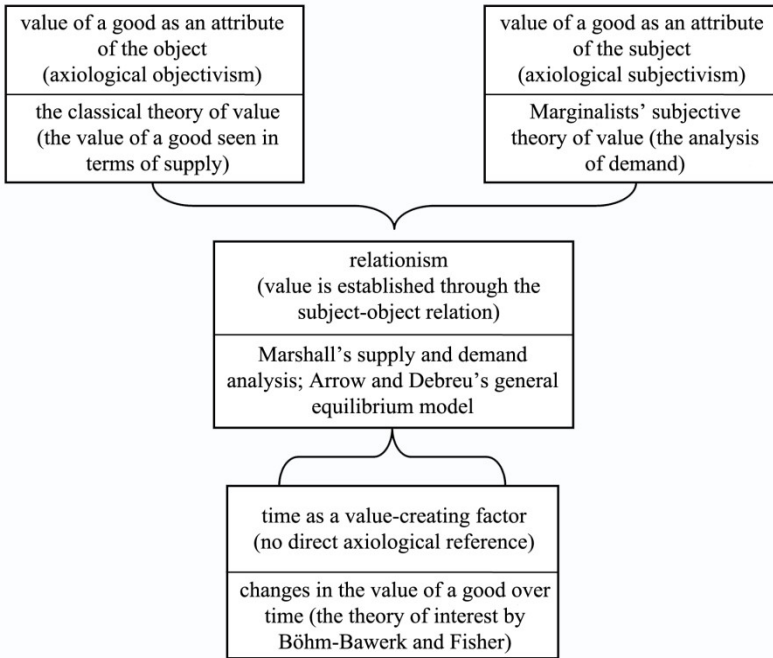 value of a good as an attribute
of the object
(axiological objectivism)
the classical theory of value
(the value of a good seen in
terms of supply)
value of a good as an attribute
of the subject
(axiological subjectivism)
Marginalists' subjective
theory of value (the analysis
of demand)
relationism
(value is established through the
subject-object relation)
Marshall's supply and demand
analysis; Arrow and Debreu's general
equilibrium model
time as a value-creating factor
(no direct axiological reference)
changes in the value of a good over
time (the theory of interest by
Böhm-Bawerk and Fisher)